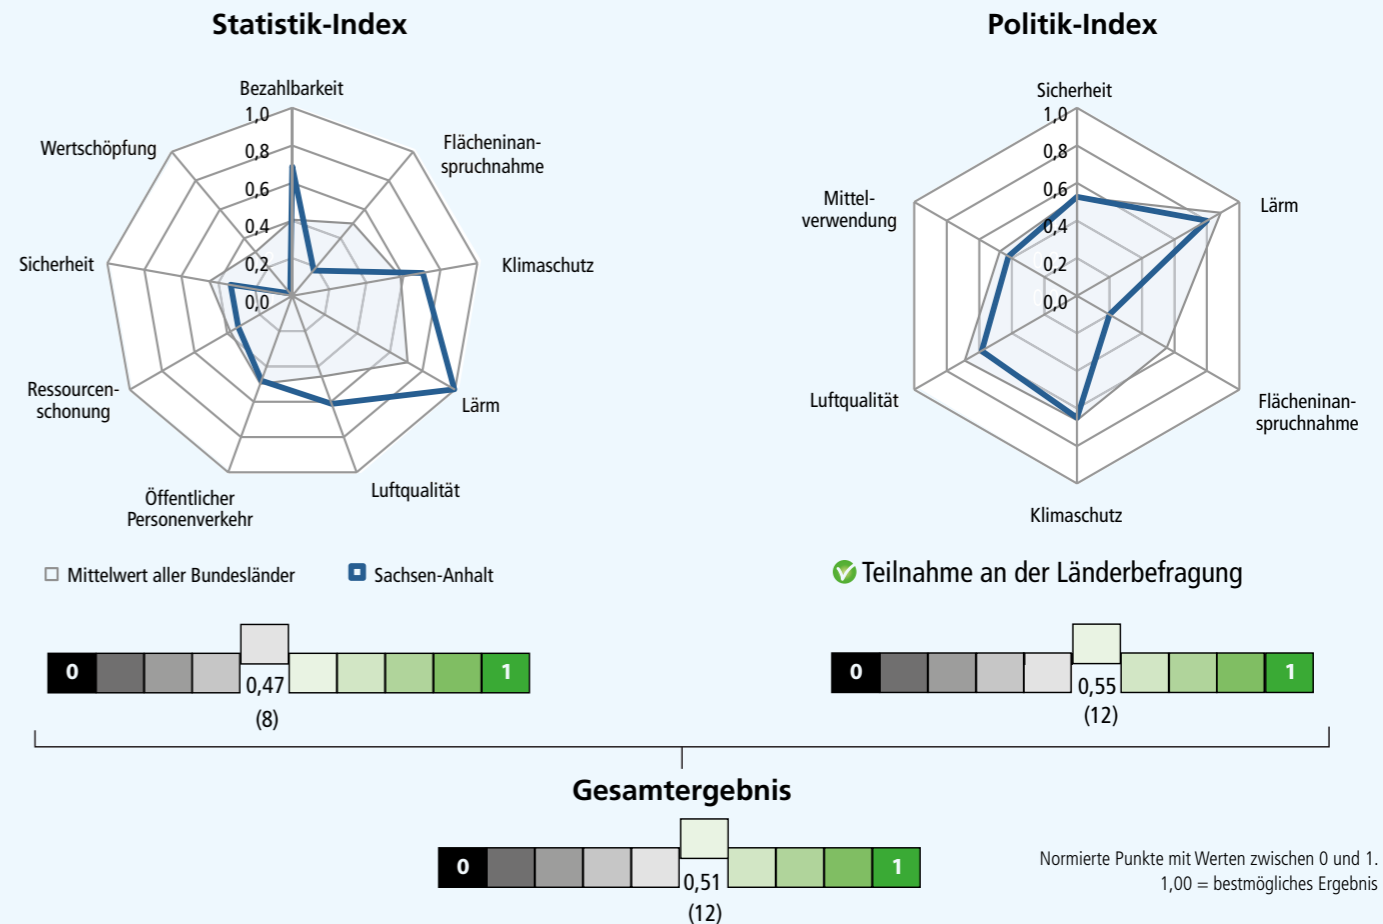 Statistik-Index
Bezahlbarkeit
1,0
0,8
0,6
0,4
0,2
0,0
Flächeninan-
spruchnahme
Klimaschutz
Lärm
Luftqualität
Öffentlicher
Personenverkehr
Ressourcen-
schonung
Sicherheit
Wertschöpfung
Mittelwert aller Bundesländer
Sachsen-Anhalt
0
1
0,47
(8)
Politik-Index
Sicherheit
1,0
0,8
0,6
0,4
0,2
0,0
Lärm
Flächeninan-
spruchnahme
Klimaschutz
Luftqualität
Mittel-
verwendung
Teilnahme an der Länderbefragung
0
1
0,55
(12)
Gesamtergebnis
0
1
0,51
(12)
Normierte Punkte mit Werten zwischen 0 und 1.
1,00 = bestmögliches Ergebnis